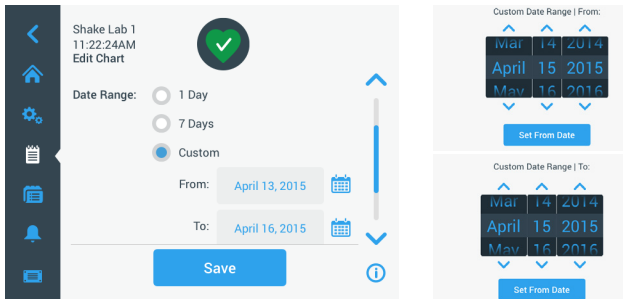 Shake Lab 1
11:22:24AM
Edit Chart
Date Range:
1 Day
7 Days
Custom
From: April 13, 2015
To: April 16, 2015
Save
Custom Date Range | From:
Mar 14 2014
April 15 2015
May 16 2016
Set From Date
Custom Date Range | To:
Mar 14 2014
April 15 2015
May 16 2016
Set From Date